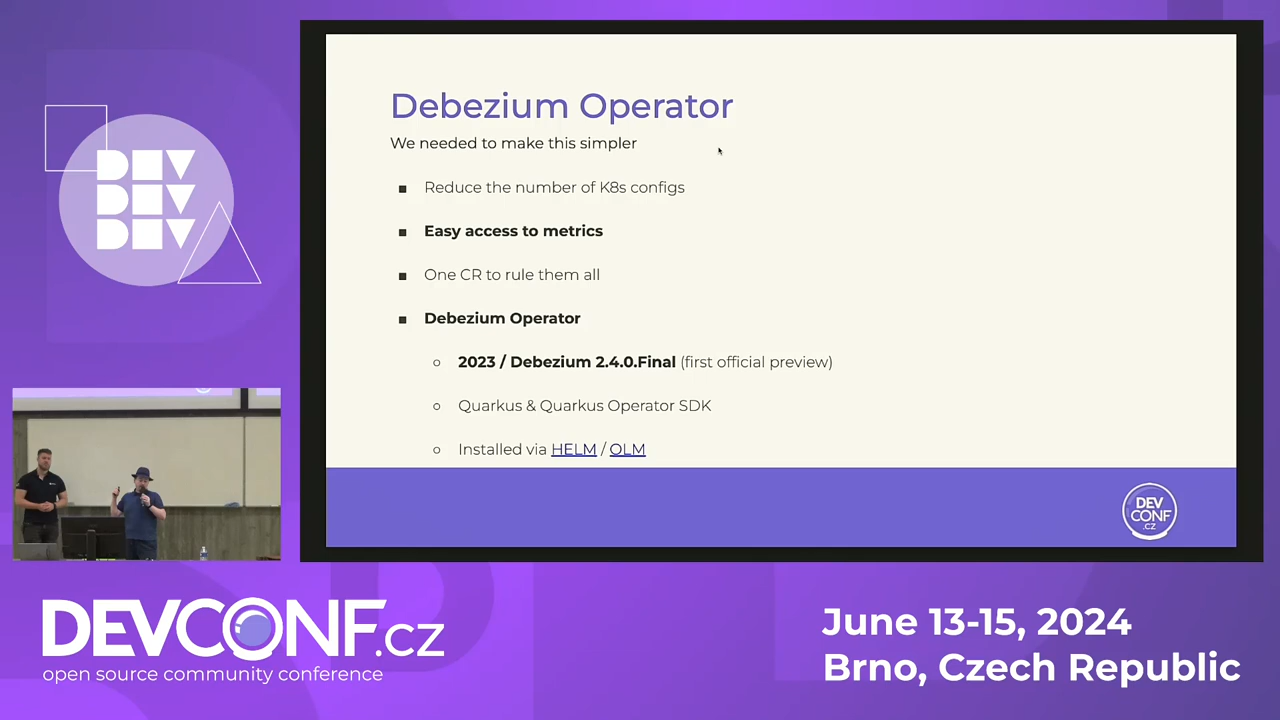 Debezium Operator
We needed to make this simpler
Reduce the number of K8s configs
Easy access to metrics
One CR to rule them all
Debezium Operator
2023 / Debezium 2.4.0.Final (first official preview)
Quarkus & Quarkus Operator SDK
Installed via HELM / OLM
DEV
CONF
.CZ
DEV
DEV
DEV
DEVCONF.cz
open source community conference
June 13-15, 2024
Brno, Czech Republic